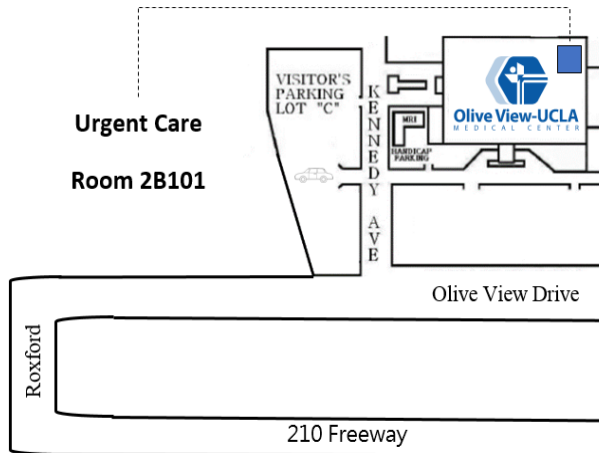 VISITOR'S
PARKING
LOT "C"
KENNEDY AVE
MRI
HANDICAP
PARKING
Olive View-UCLA
MEDICAL CENTER
Urgent Care
Room 2B101
Olive View Drive
Roxford
210 Freeway